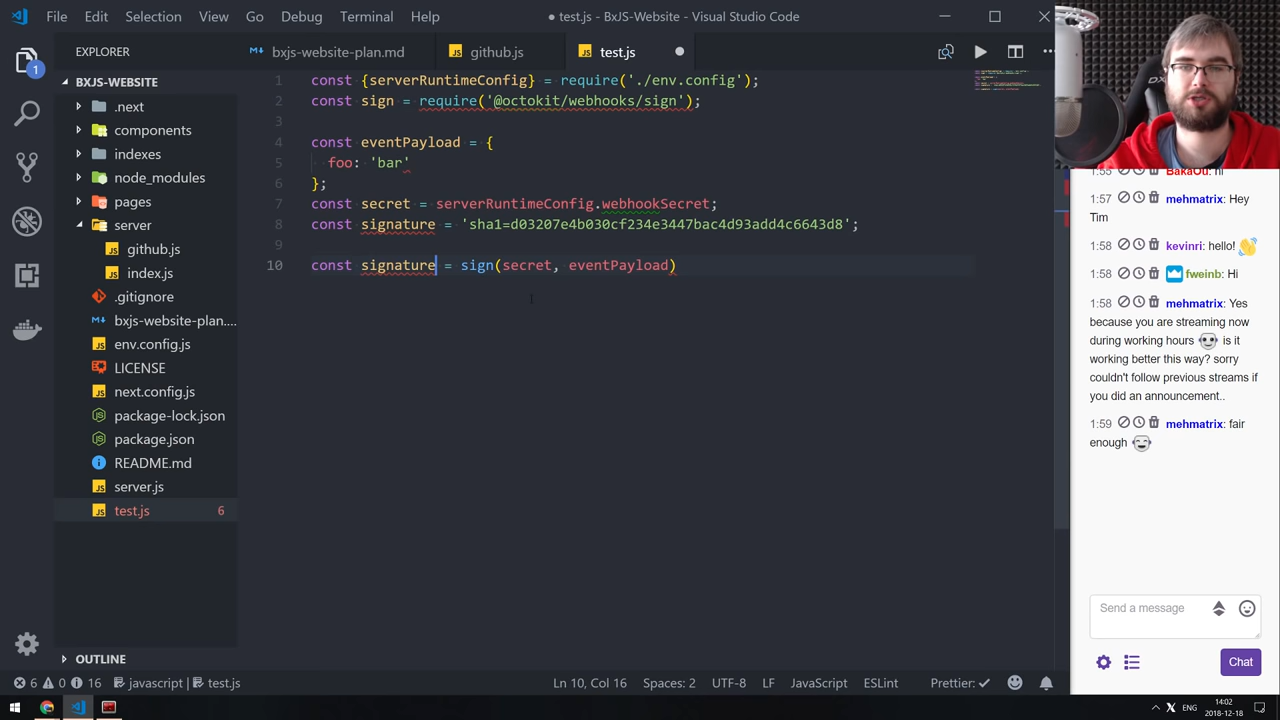 File Edit Selection View Go Debug Terminal Help
● test.js - BxJS-Website - Visual Studio Code
EXPLORER
bxjs-website-plan.md
github.js
test.js
1
BXJS-WEBSITE
.next
components
indexes
node_modules
pages
server
github.js
index.js
.gitignore
bxjs-website-plan....
env.config.js
LICENSE
next.config.js
package-lock.json
package.json
README.md
server.js
test.js 6
OUTLINE
1 const {serverRuntimeConfig} = require('./env.config');
2 const sign = require('@octokit/webhooks/sign');
3
4 const eventPayload = {
5 foo: 'bar'
6 };
7 const secret = serverRuntimeConfig.webhookSecret;
8 const signature = 'sha1=d03207e4b030cf234e3447bac4d93add4c6643d8';
9
10 const signature = sign(secret, eventPayload)
6 0 16 javascript | test.js
Ln 10, Col 16 Spaces: 2 UTF-8 LF JavaScript ESLint Prettier: ✓
1:55 BakaOu: hi
1:57 mehmatrix: Hey
Tim
1:58 kevinri: hello!
1:58 fweinb: Hi
1:58 mehmatrix: Yes
because you are streaming now
during working hours is it
working better this way? sorry
couldn't follow previous streams if
you did an announcement..
1:59 mehmatrix: fair
enough
Send a message
Chat
ENG
14:02
2018-12-18